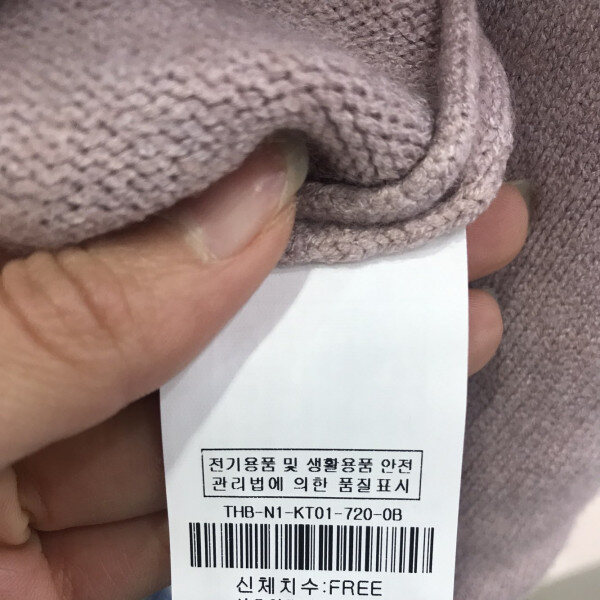 전기용품 및 생활용품 안전
관리법에 의한 품질표시
THB-N1-KT01-720-0B
신체치수:FREE